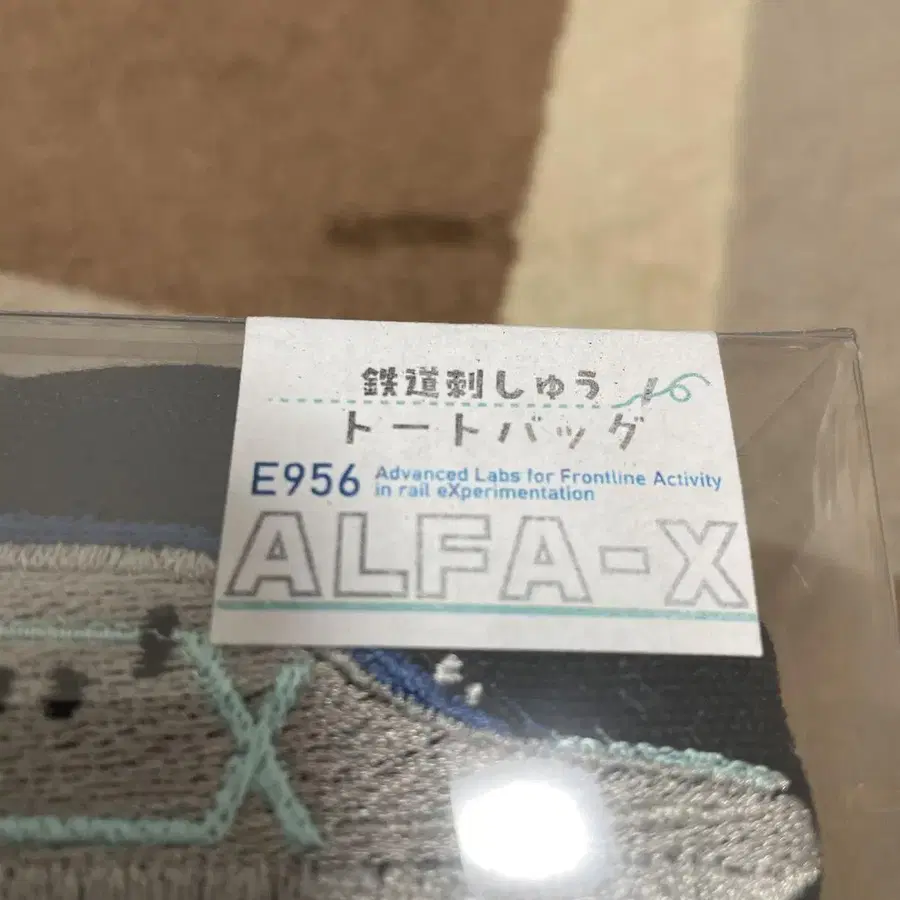 鉄道刺しゅう
トートバッグ
E956 Advanced Labs for Frontline Activity
in rail eXperimentation
ALFA-X